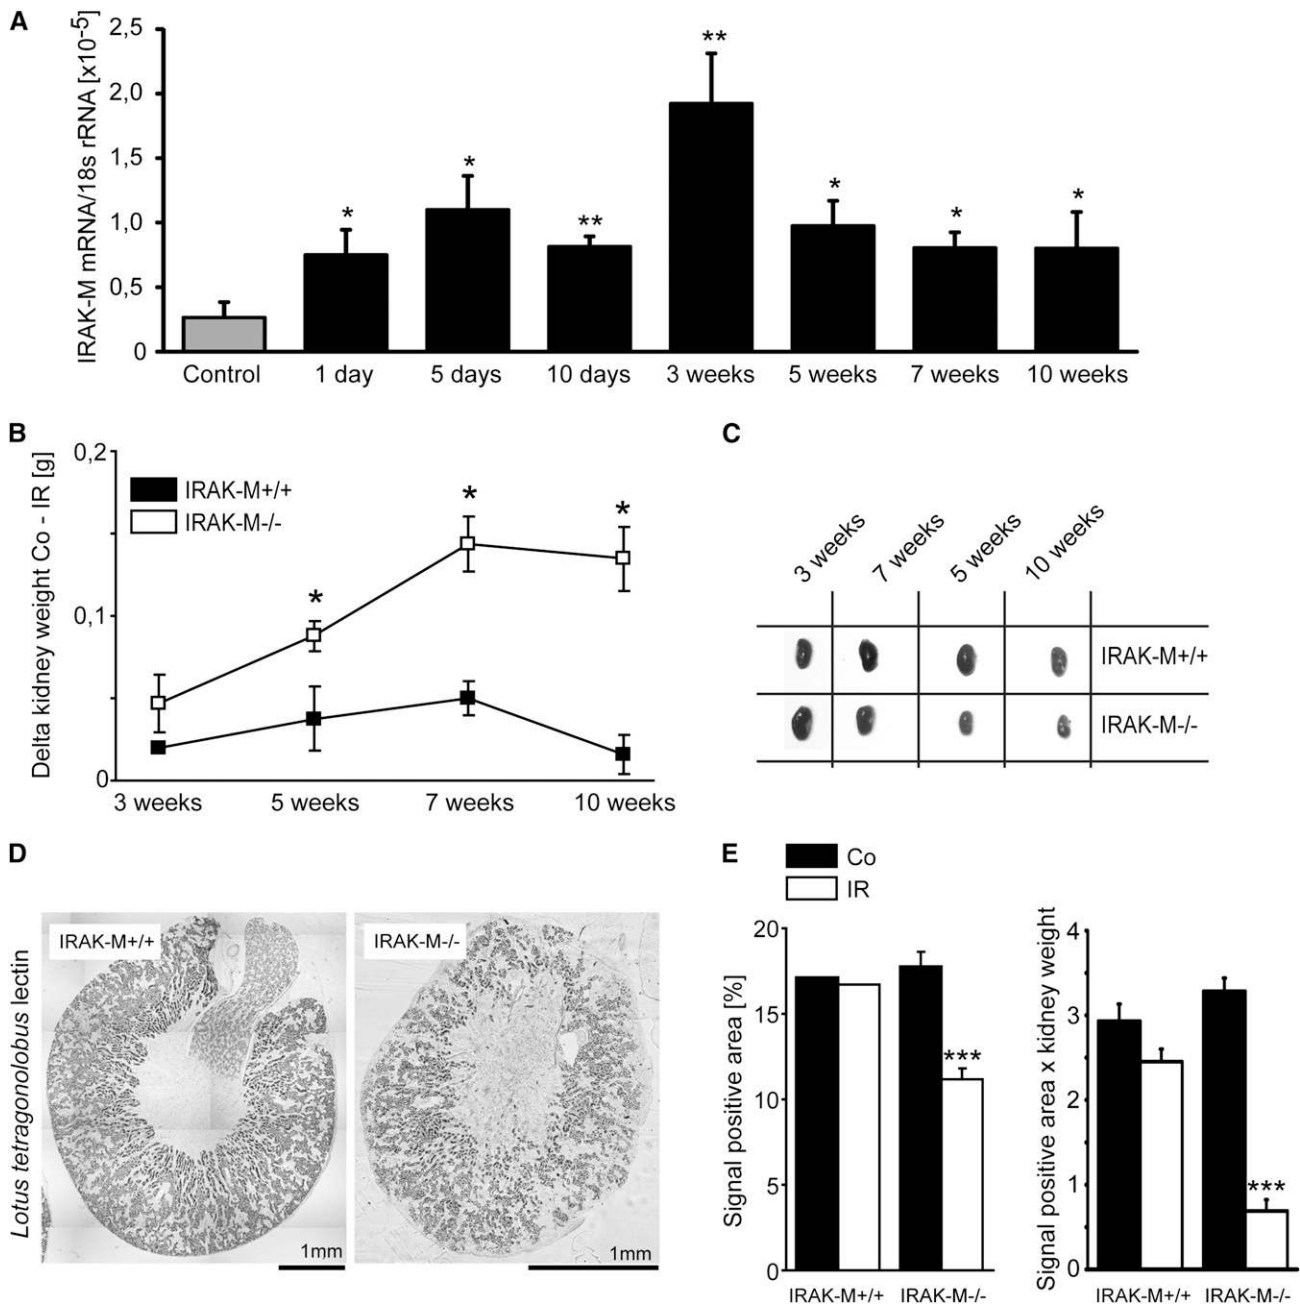 A
IRAK-M mRNA/18s rRNA [x10-5]
2,5
2,0
1,5
1,0
0,5
0
*
*
**
**
*
*
*
Control
1 day
5 days
10 days
3 weeks
5 weeks
7 weeks
10 weeks
B
Delta kidney weight Co - IR [g]
0,2
0,1
0
IRAK-M+/+
IRAK-M-/-
*
*
*
3 weeks
5 weeks
7 weeks
10 weeks
C
3 weeks
7 weeks
5 weeks
10 weeks
IRAK-M+/+
IRAK-M-/-
D
Lotus tetragonolobus lectin
IRAK-M+/+
1mm
IRAK-M-/-
1mm
E
Co
IR
Signal positive area [%]
20
15
10
5
0
***
IRAK-M+/+
IRAK-M-/-
Signal positive area x kidney weight
4
3
2
1
0
***
IRAK-M+/+
IRAK-M-/-